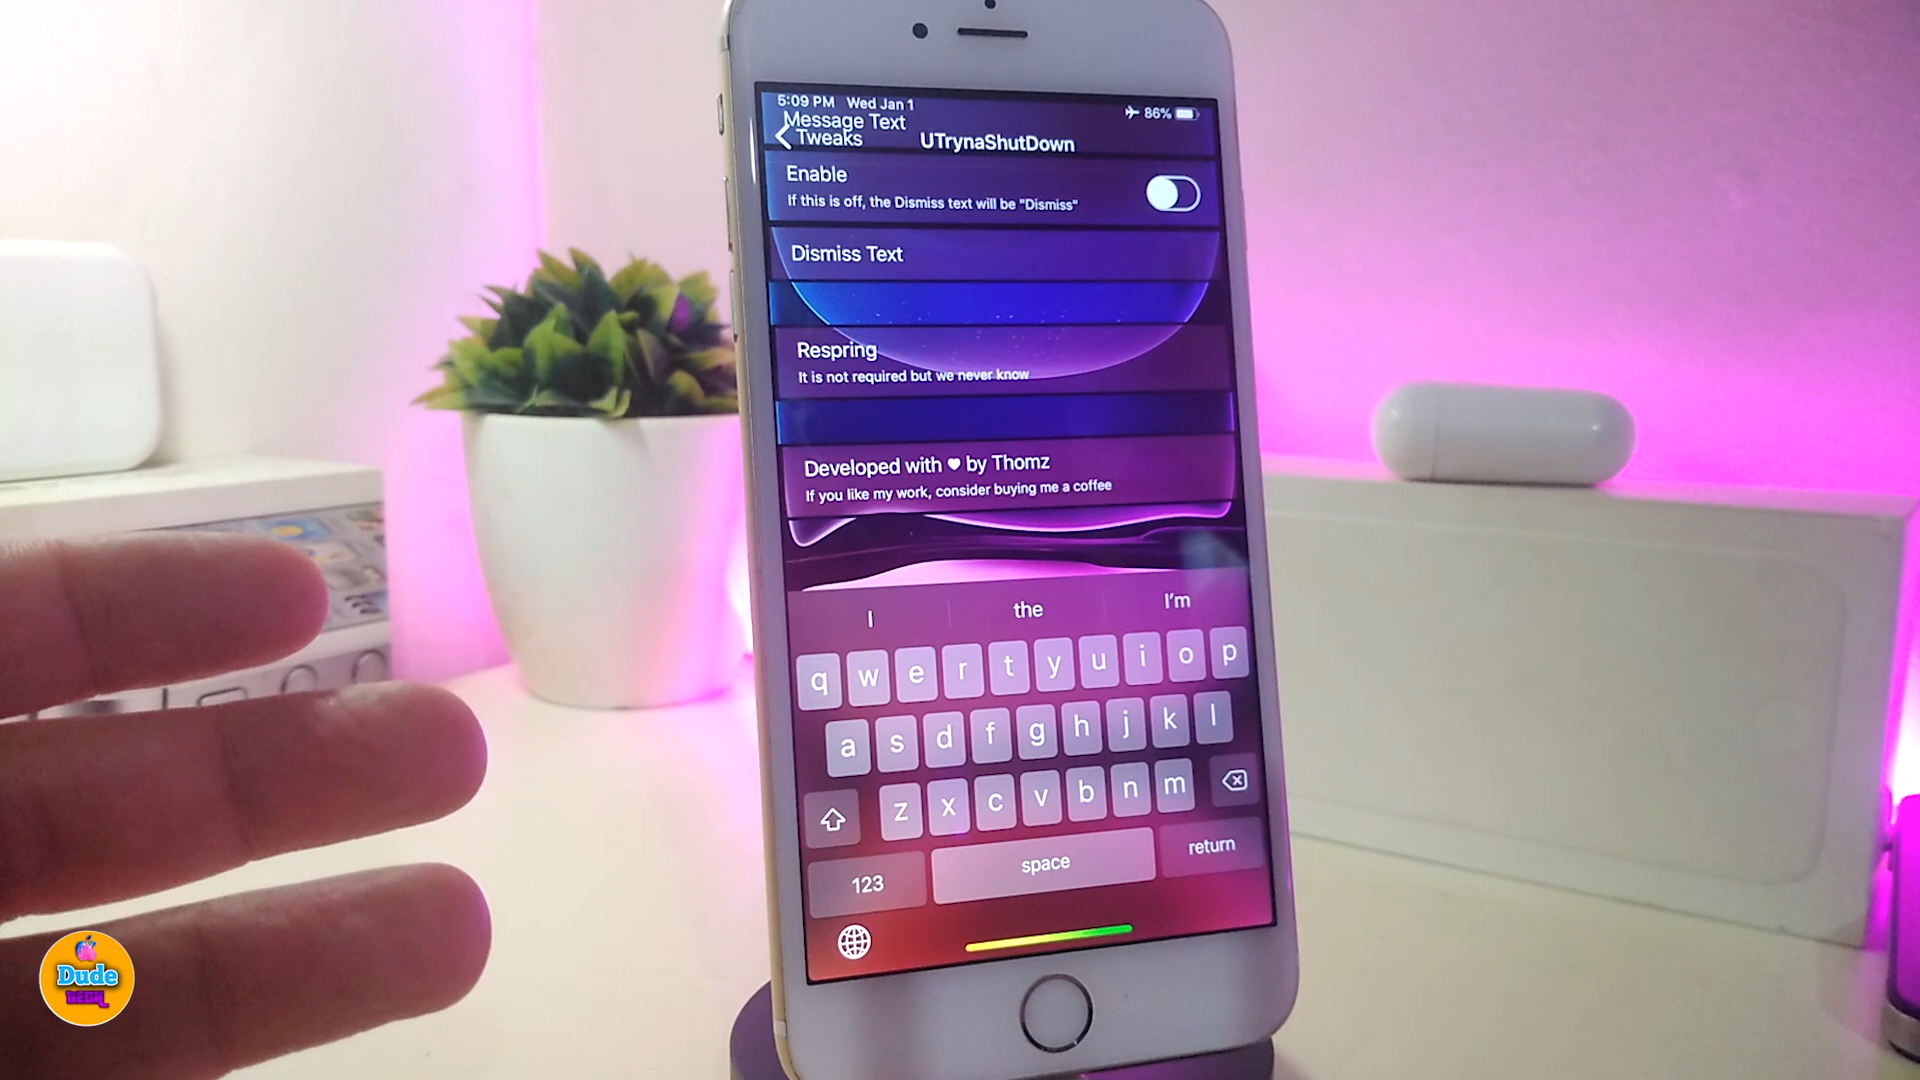 5:09 PM Wed Jan 1
86%
Message Text
Tweaks
UTrynaShutDown
Enable
If this is off, the Dismiss text will be "Dismiss"
Dismiss Text
Respring
It is not required but we never know
Developed with ♥ by Thomz
If you like my work, consider buying me a coffee
I the I'm
q w e r t y u i o p
a s d f g h j k l
z x c v b n m
123 space return
Dude